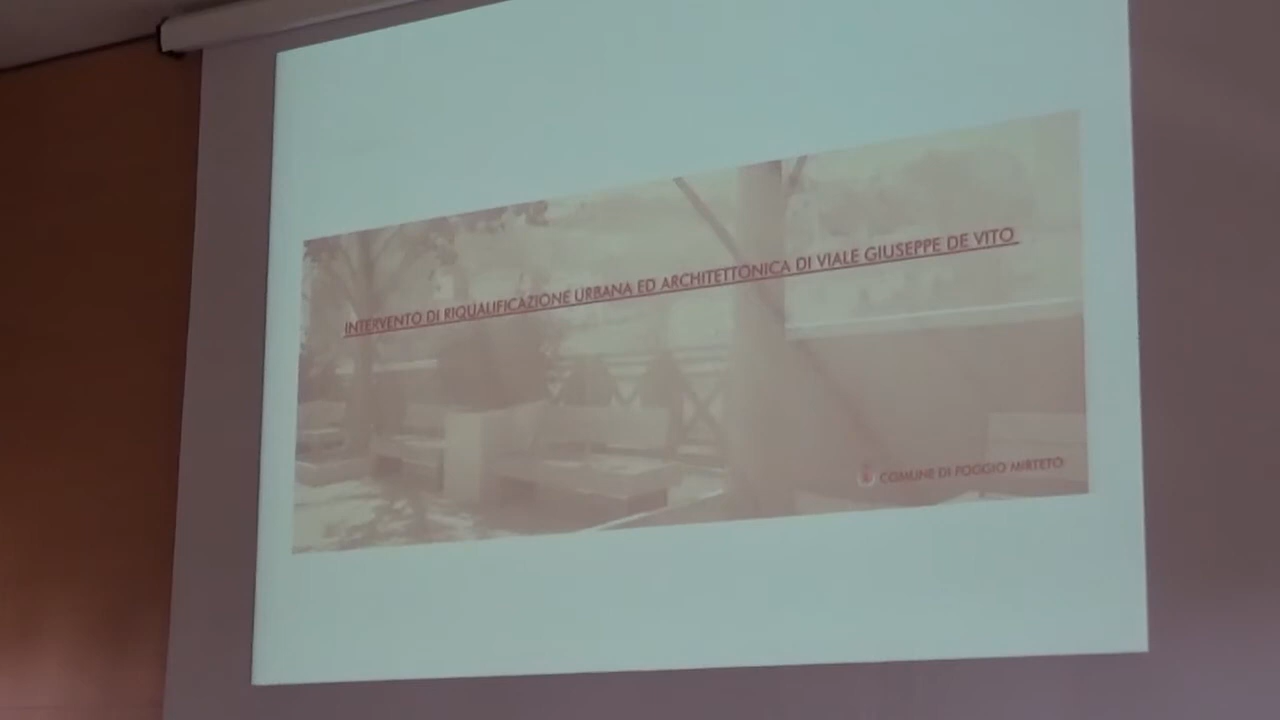 INTERVENTO DI RIQUALIFICAZIONE URBANA ED ARCHITETTONICA DI VIALE GIUSEPPE DE VITO
COMUNE DI POGGIO MIRTETO